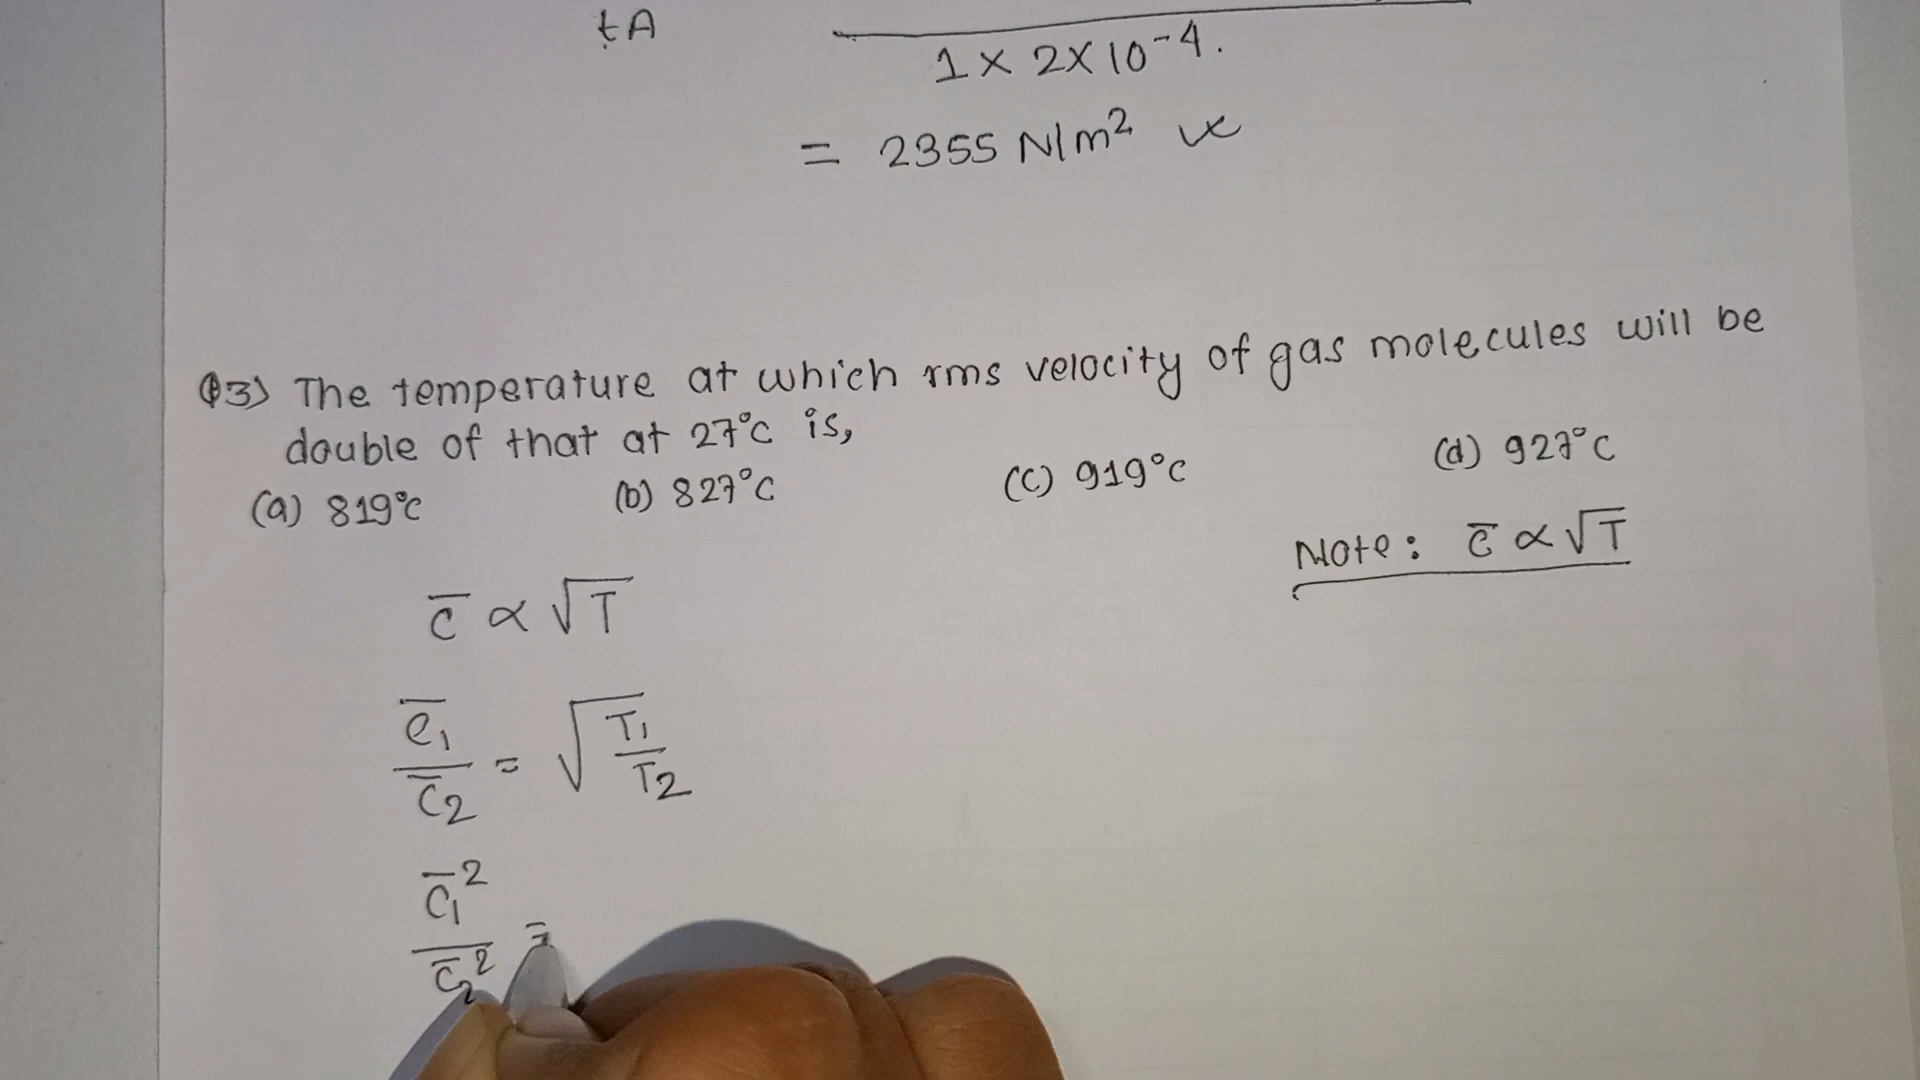 tA
1 × 2×10⁻⁴.
= 2355 N/m²
Q3) The temperature at which rms velocity of gas molecules will be
double of that at 27°C is,
(a) 819°C (b) 827°C (c) 919°C (d) 927°C
Note: c̄ ∝ √T
c̄ ∝ √T
c̄₁/c̄₂ = √(T₁/T₂)
c̄₁²/c̄₂² =